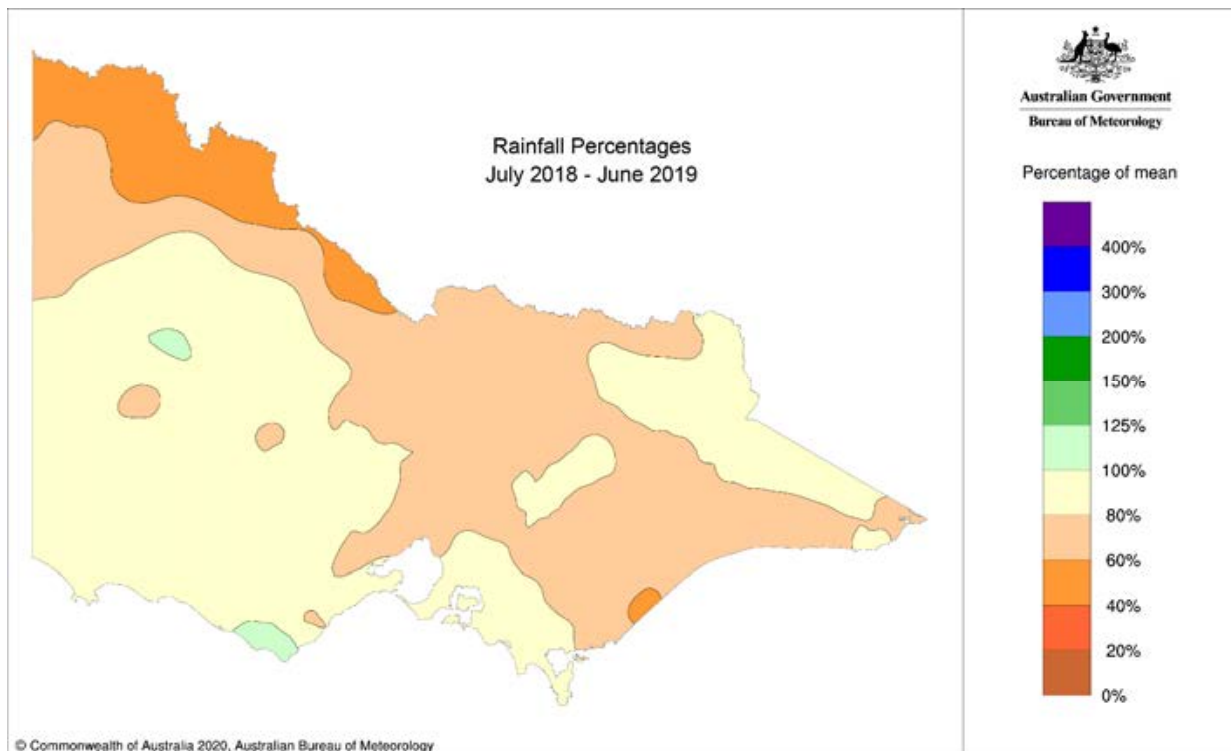 Rainfall Percentages
July 2018 - June 2019
Australian Government
Bureau of Meteorology
Percentage of mean
400%
300%
200%
150%
125%
100%
80%
60%
40%
20%
0%
© Commonwealth of Australia 2020, Australian Bureau of Meteorology